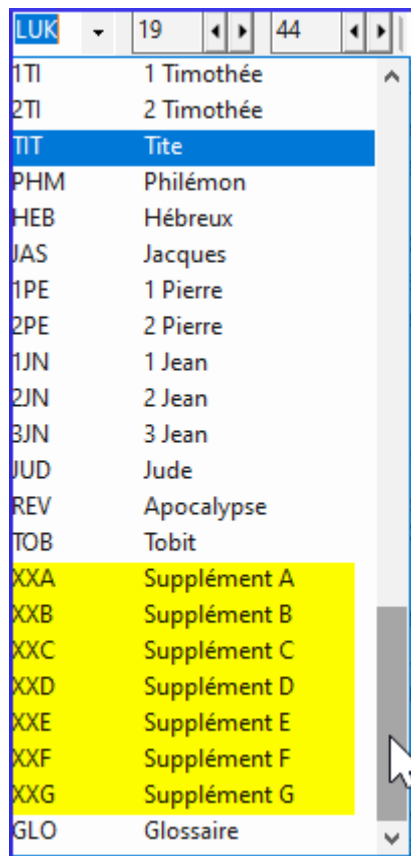 LUK 19 44
1TI 1 Timothée
2TI 2 Timothée
TIT Tite
PHM Philémon
HEB Hébreux
JAS Jacques
1PE 1 Pierre
2PE 2 Pierre
1JN 1 Jean
2JN 2 Jean
3JN 3 Jean
JUD Jude
REV Apocalypse
TOB Tobit
XXA Supplément A
XXB Supplément B
XXC Supplément C
XXD Supplément D
XXE Supplément E
XXF Supplément F
XXG Supplément G
GLO Glossaire